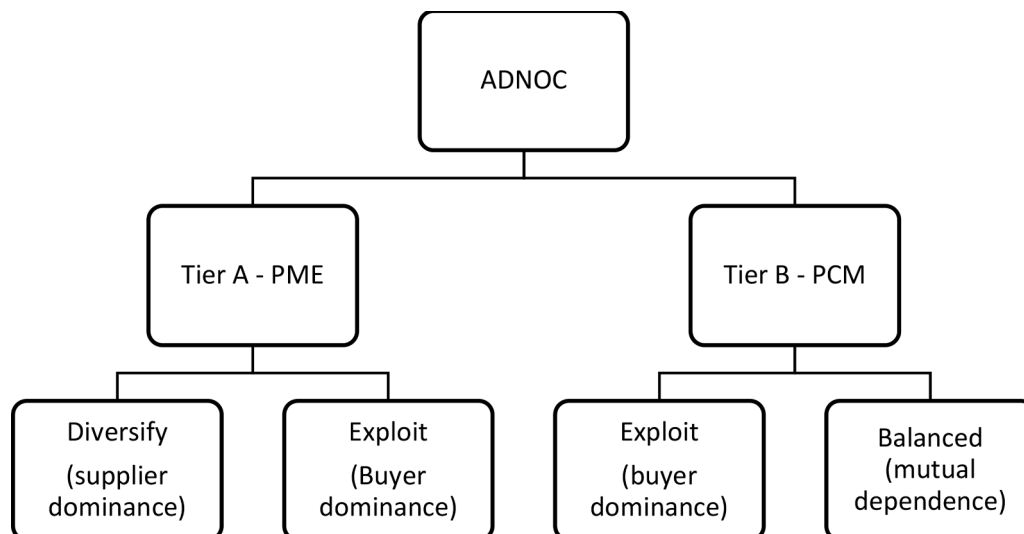 ADNOC
Tier A - PME
Tier B - PCM
Diversify
(supplier
dominance)
Exploit
(Buyer
dominance)
Exploit
(buyer
dominance)
Balanced
(mutual
dependence)